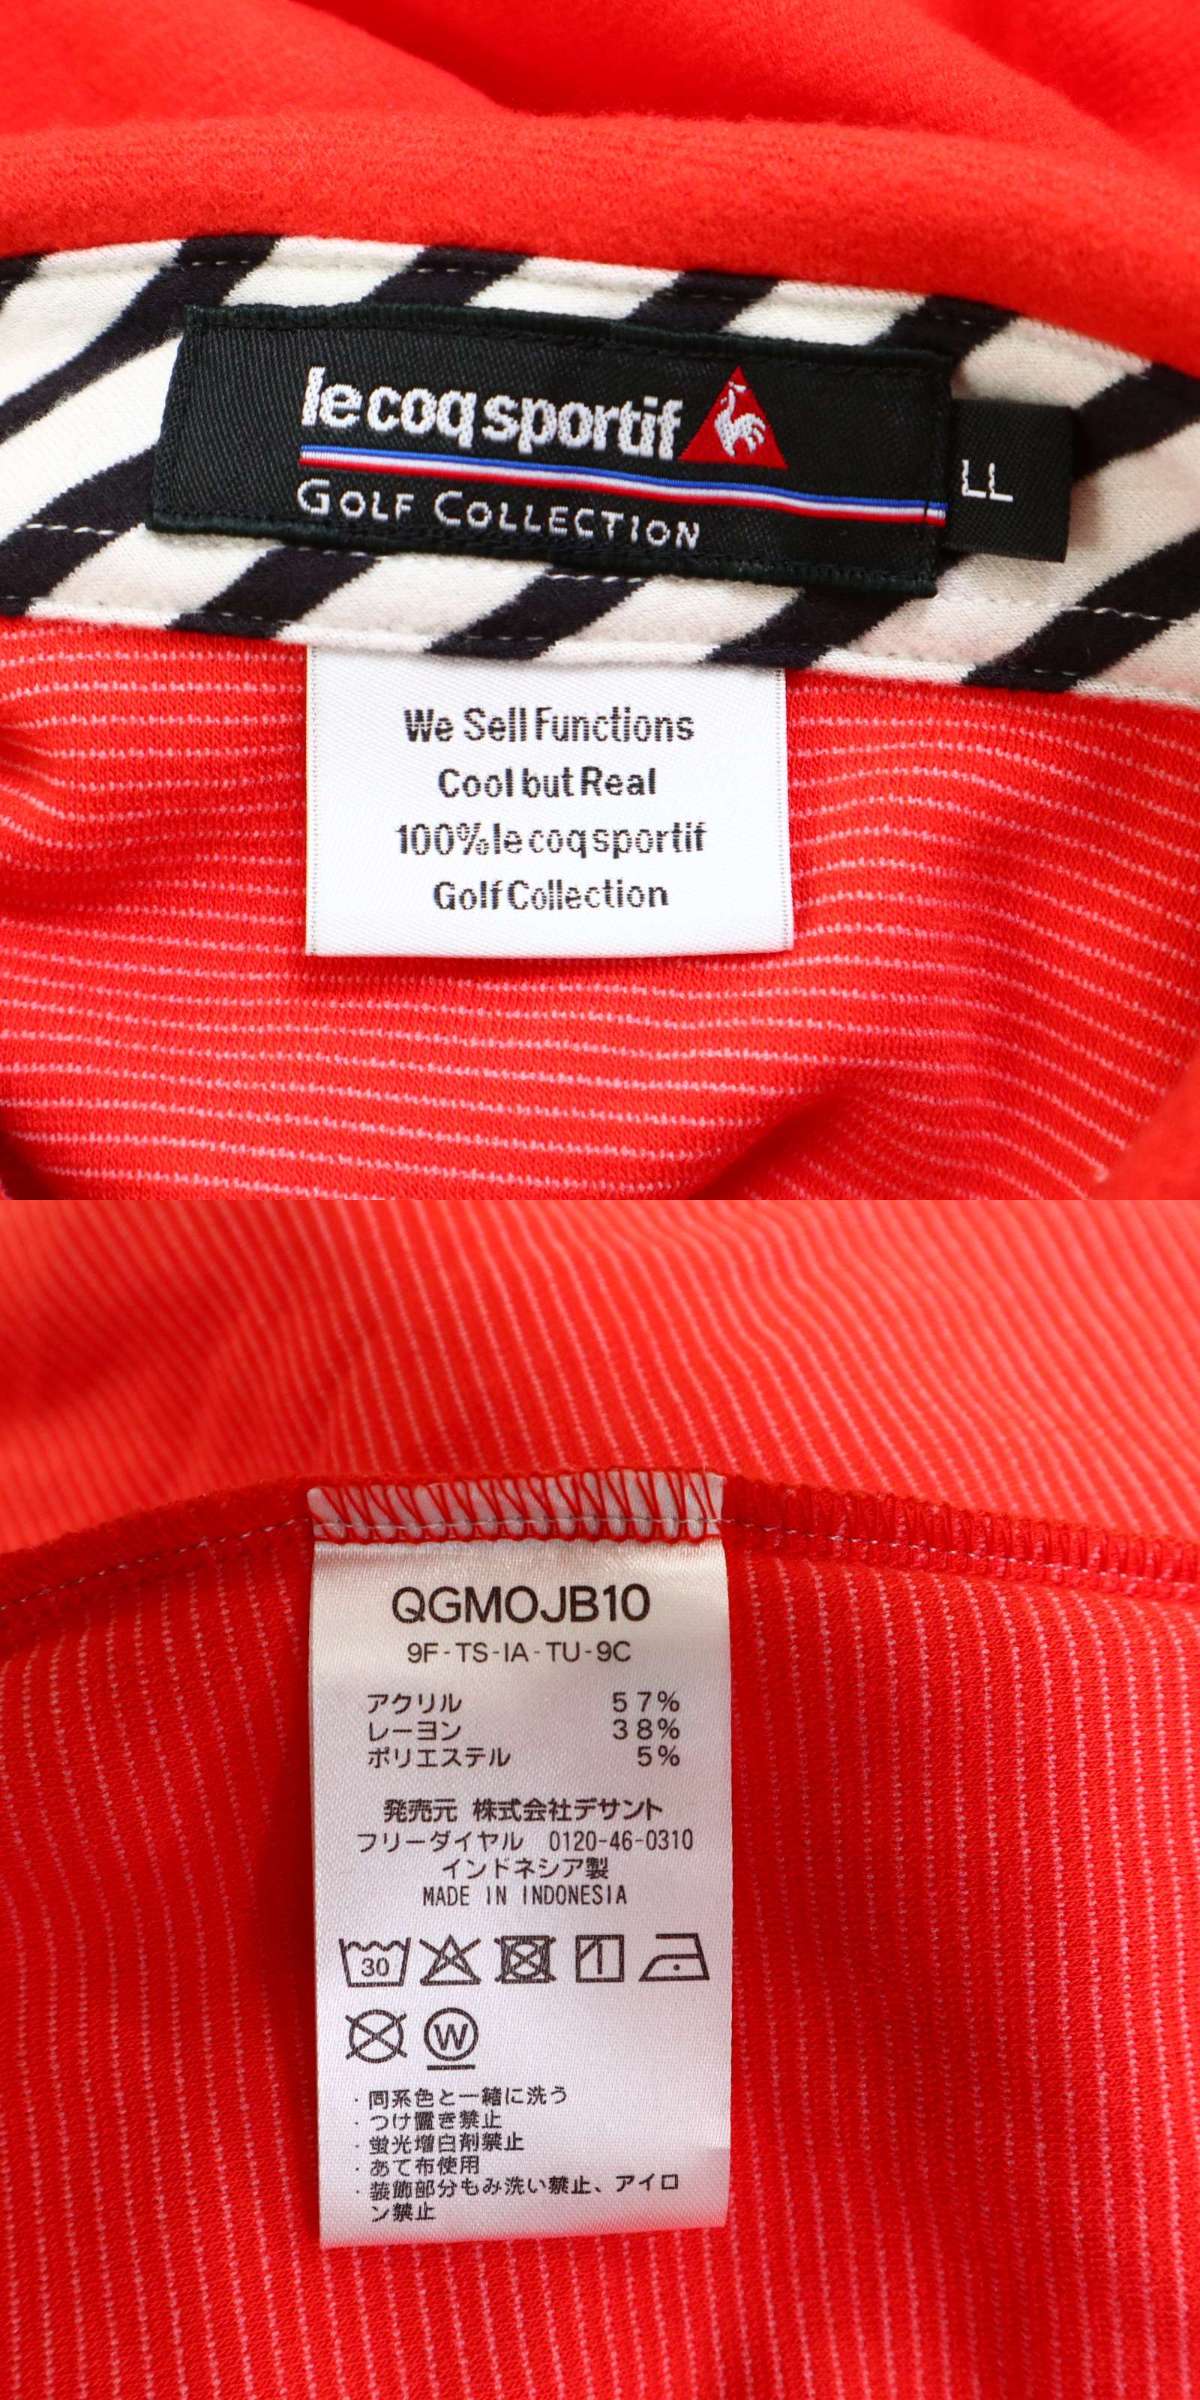 le coq sportif
GOLF COLLECTION
LL
We Sell Functions
Cool but Real
100% le coq sportif
Golf Collection
QGMOJB10
9F-TS-IA-TU-9C
アクリル 57%
レーヨン 38%
ポリエステル 5%
発売元 株式会社デサント
フリーダイヤル 0120-46-0310
インドネシア製
MADE IN INDONESIA
30
W
・同系色と一緒に洗う
・つけ置き禁止
・蛍光増白剤禁止
・あて布使用
・装飾部分もみ洗い禁止、アイロ
ン禁止